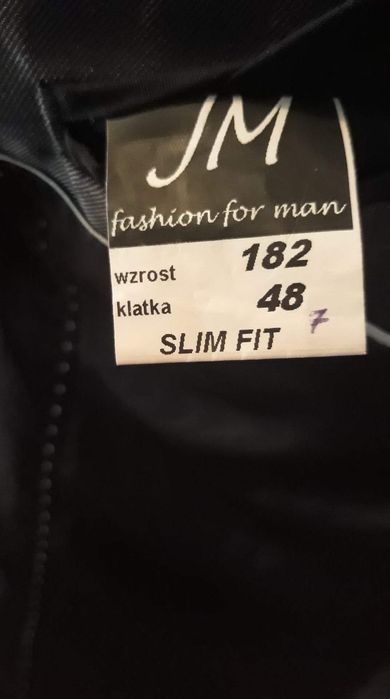 JM
fashion for man
wzrost 182
klatka 48
SLIM FIT 7